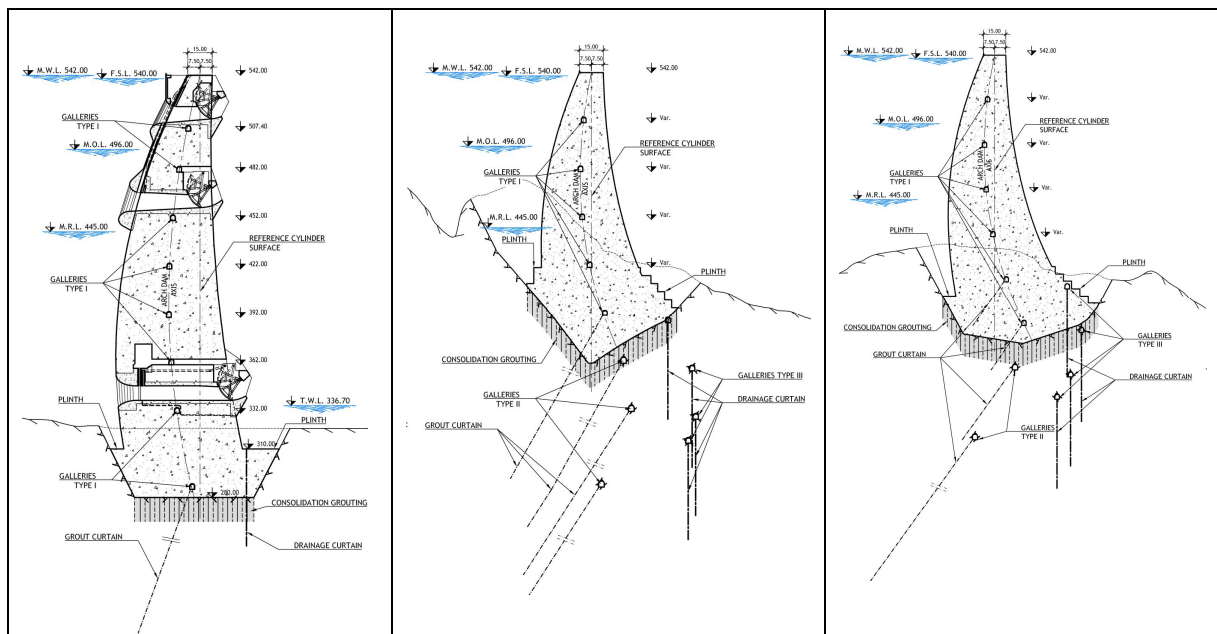 15.00
7.50 7.50
M.W.L. 542.00
F.S.L. 540.00
542.00
GALLERIES
TYPE I
507.40
M.O.L. 496.00
482.00
452.00
M.R.L. 445.00
REFERENCE CYLINDER
SURFACE
422.00
GALLERIES
TYPE I
ARCH DAM
AXIS
392.00
362.00
T.W.L. 336.70
332.00
PLINTH
PLINTH
310.00
GALLERIES
TYPE I
280.00
CONSOLIDATION GROUTING
GROUT CURTAIN
DRAINAGE CURTAIN
15.00
7.50 7.50
M.W.L. 542.00
F.S.L. 540.00
542.00
Var.
M.O.L. 496.00
REFERENCE CYLINDER
SURFACE
Var.
GALLERIES
TYPE I
ARCH DAM
AXIS
M.R.L. 445.00
Var.
PLINTH
Var.
PLINTH
CONSOLIDATION GROUTING
GALLERIES TYPE III
GALLERIES
TYPE II
DRAINAGE CURTAIN
GROUT CURTAIN
15.00
7.50 7.50
M.W.L. 542.00
F.S.L. 540.00
542.00
Var.
M.O.L. 496.00
REFERENCE CYLINDER
SURFACE
Var.
ARCH DAM
AXIS
GALLERIES
TYPE I
M.R.L. 445.00
Var.
Var.
PLINTH
PLINTH
CONSOLIDATION GROUTING
GALLERIES
TYPE III
GROUT CURTAIN
DRAINAGE CURTAIN
GALLERIES
TYPE II